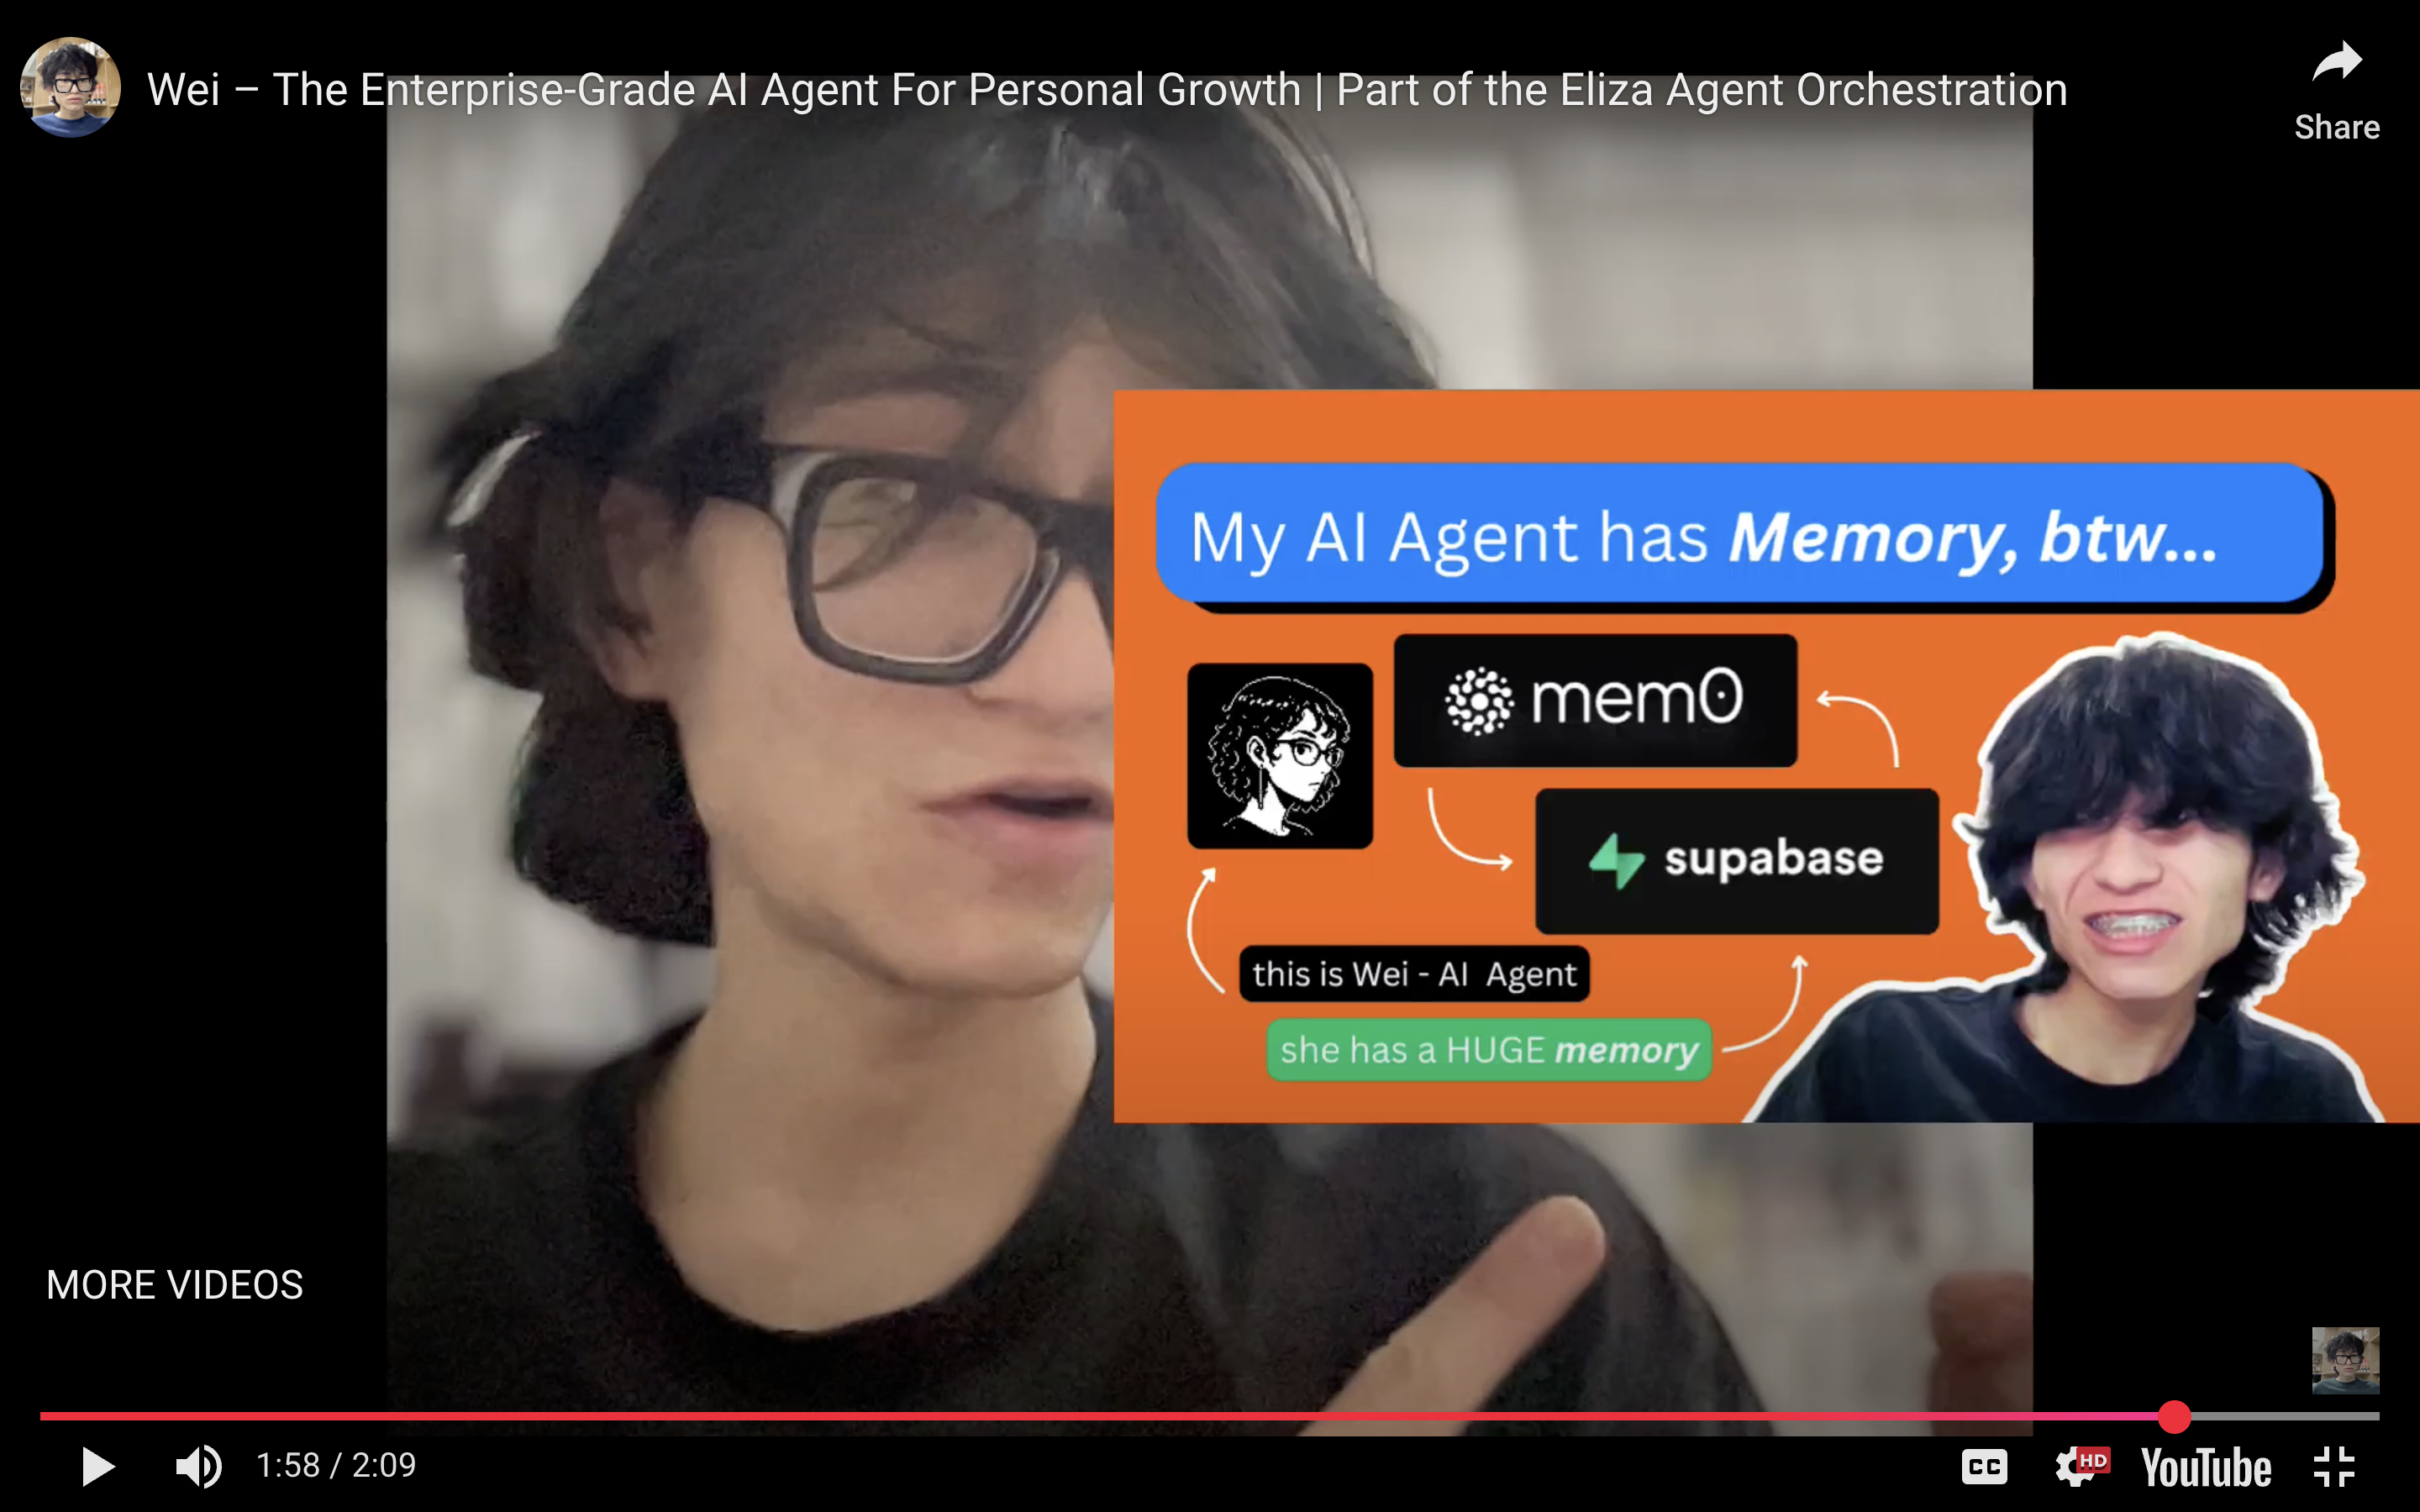 Wei – The Enterprise-Grade AI Agent For Personal Growth | Part of the Eliza Agent Orchestration
Share
My AI Agent has Memory, btw...
mem0
supabase
this is Wei - AI Agent
she has a HUGE memory
MORE VIDEOS
1:58 / 2:09
CC
HD
YouTube